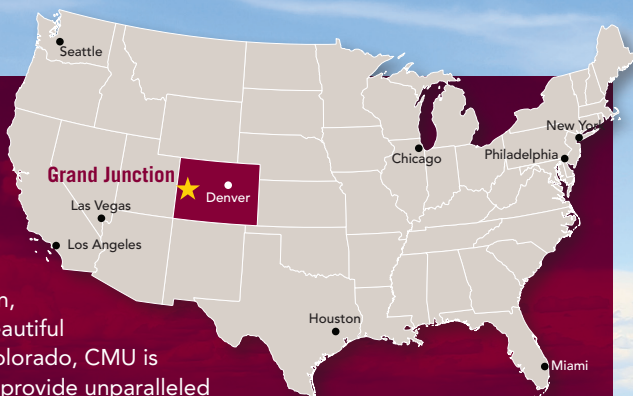 Seattle
New York
Chicago
Philadelphia
Grand Junction
Denver
Las Vegas
Los Angeles
eautiful
olorado, CMU is
provide unparalleled
Houston
Miami